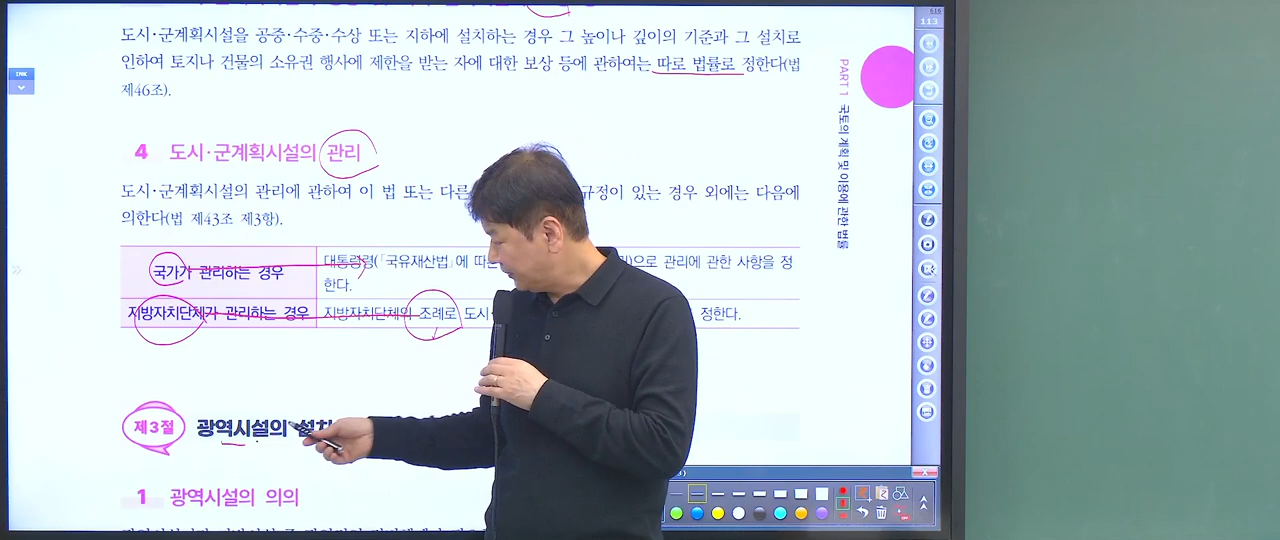 도시·군계획시설을 공중·수중·수상 또는 지하에 설치하는 경우 그 높이나 깊이의 기준과 그 설치로
인하여 토지나 건물의 소유권 행사에 제한을 받는 자에 대한 보상 등에 관하여는 따로 법률로 정한다(법
제46조).
4 도시·군계획시설의 관리
도시·군계획시설의 관리에 관하여 이 법 또는 다른 규정이 있는 경우 외에는 다음에
의한다(법 제43조 제3항).
국가가 관리하는 경우
대통령령(「국유재산법」에 따른 으로 관리에 관한 사항을 정
한다.
지방자치단체가 관리하는 경우
지방자치단체의 조례로 도시· 정한다.
제3절 광역시설의 설치
1 광역시설의 의의
PART 1 국토의 계획 및 이용에 관한 법률
113
616